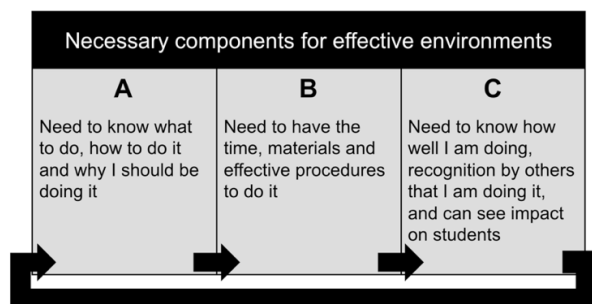 Necessary components for effective environments
A
Need to know what
to do, how to do it
and why I should be
doing it
B
Need to have the
time, materials and
effective procedures
to do it
C
Need to know how
well I am doing,
recognition by others
that I am doing it,
and can see impact
on students